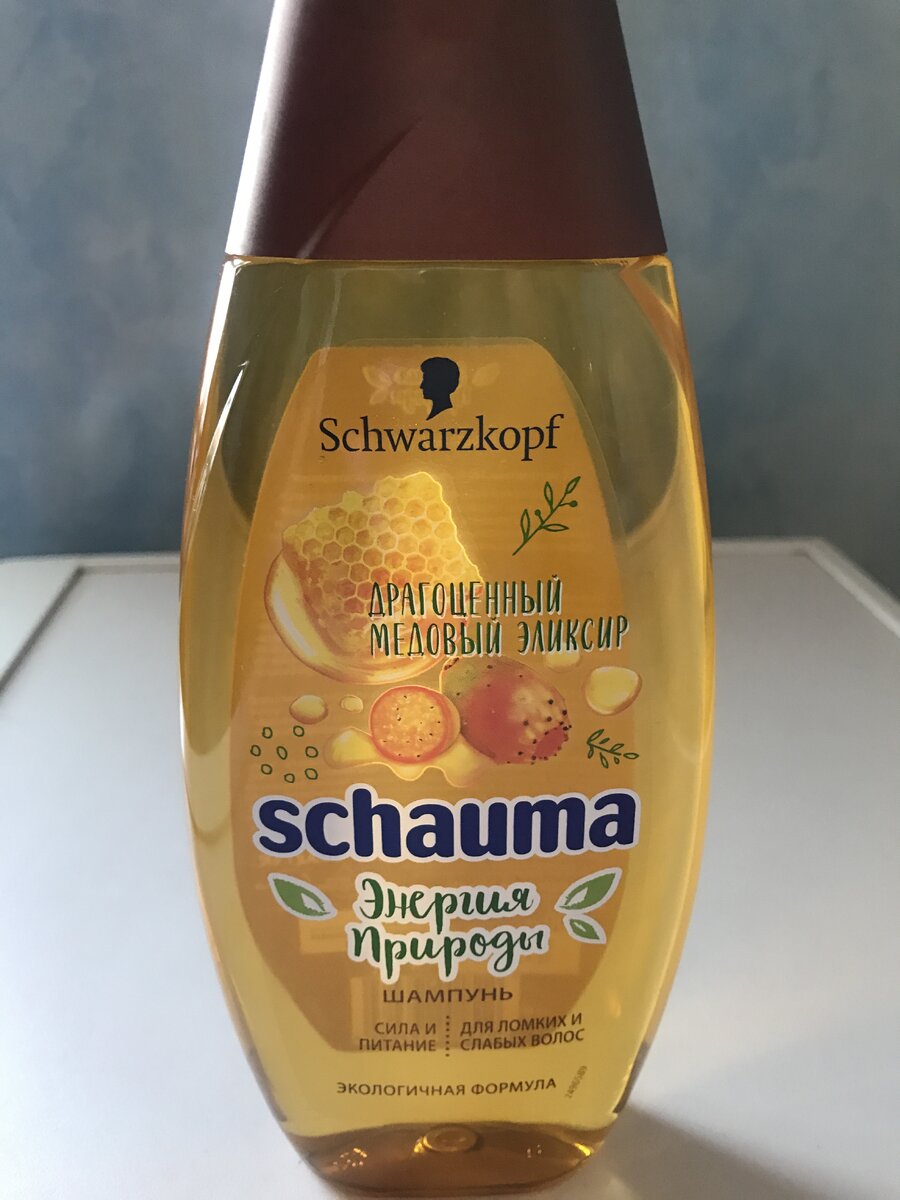 Schwarzkopf
ДРАГОЦЕННЫЙ
МЕДОВЫЙ ЭЛИКСИР
schauma
Энергия
Природы
ШАМПУНЬ
СИЛА И
ПИТАНИЕ
ДЛЯ ЛОМКИХ И
СЛАБЫХ ВОЛОС
ЭКОЛОГИЧНАЯ ФОРМУЛА